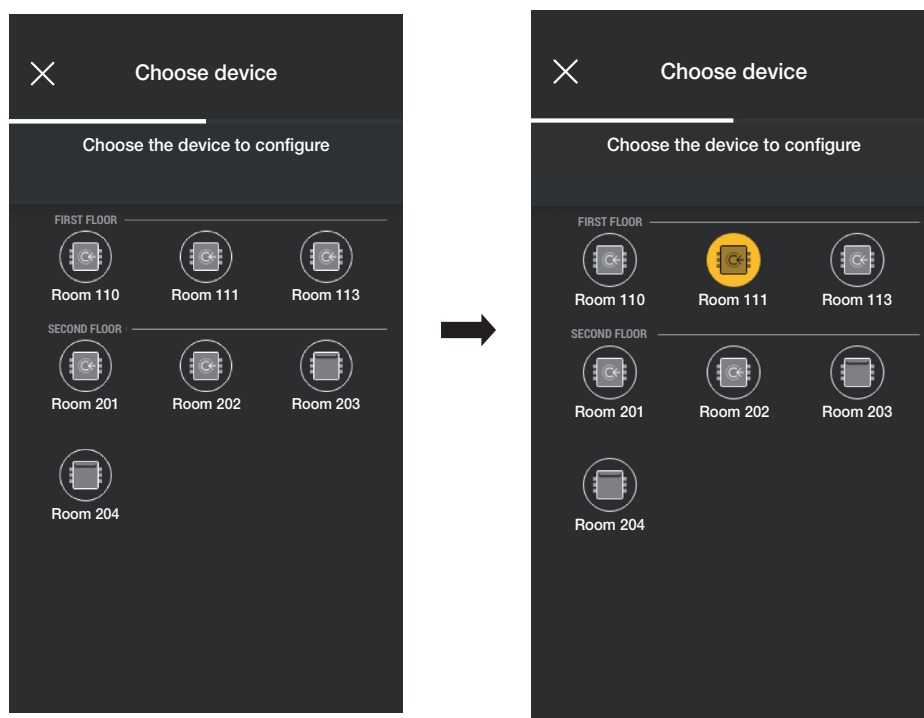 Choose device
Choose the device to configure
FIRST FLOOR
Room 110 Room 111 Room 113
SECOND FLOOR
Room 201 Room 202 Room 203
Room 204
Choose device
Choose the device to configure
FIRST FLOOR
Room 110 Room 111 Room 113
SECOND FLOOR
Room 201 Room 202 Room 203
Room 204